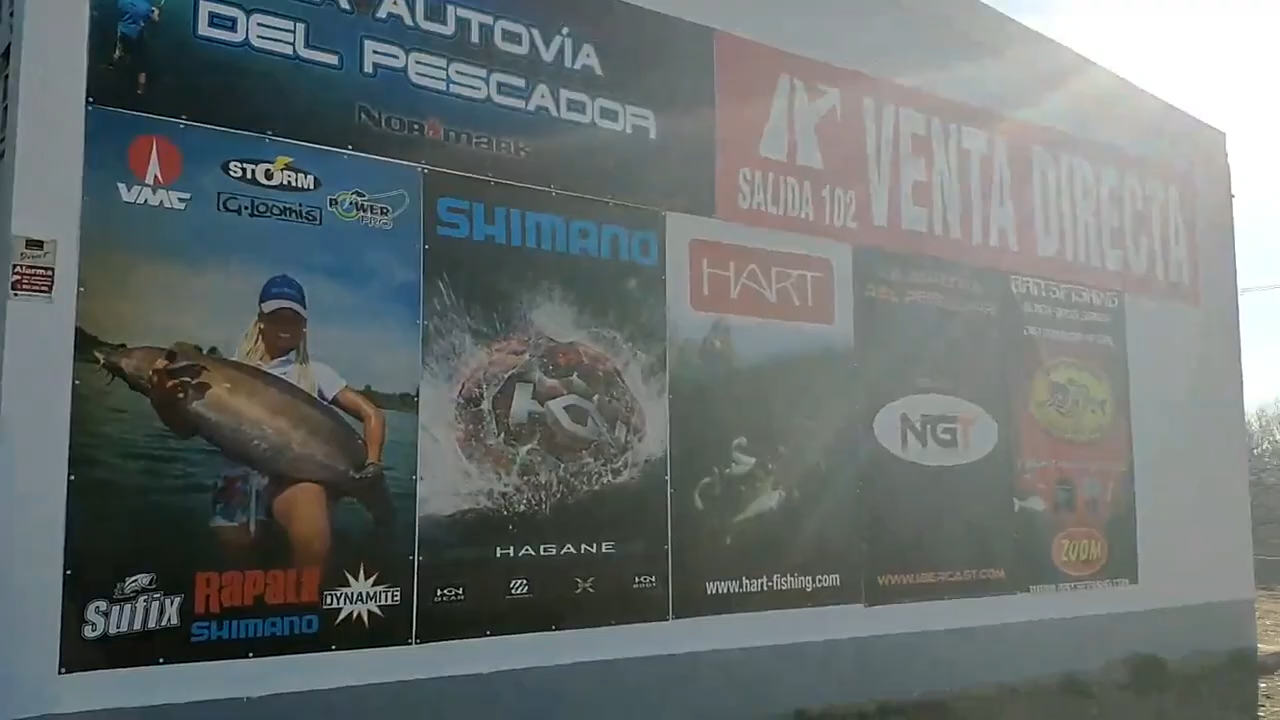 AUTOVÍA
DEL PESCADOR
NORMARK
SALIDA 102
VENTA DIRECTA
VMC
STORM
G.Loomis
POWER
PRO
Alarma
Sufix
RAPALA
SHIMANO
DYNAMITE
SHIMANO
HAGANE
HART
www.hart-fishing.com
NGT
WWW.IBERCAST.COM
ZOOM